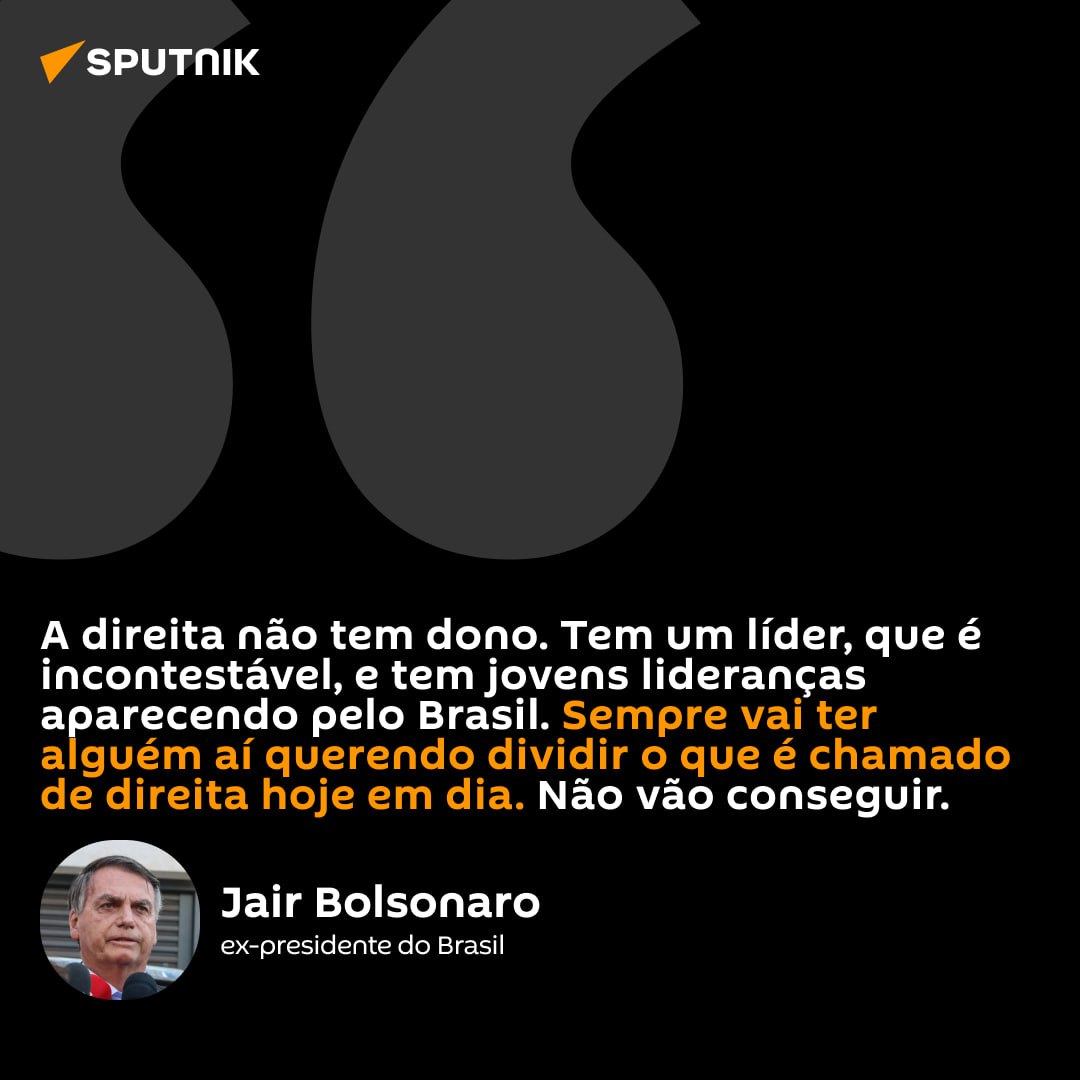 SPUTNIK
A direita não tem dono. Tem um líder, que é
incontestável, e tem jovens lideranças
aparecendo pelo Brasil. Sempre vai ter
alguém aí querendo dividir o que é chamado
de direita hoje em dia. Não vão conseguir.
Jair Bolsonaro
ex-presidente do Brasil